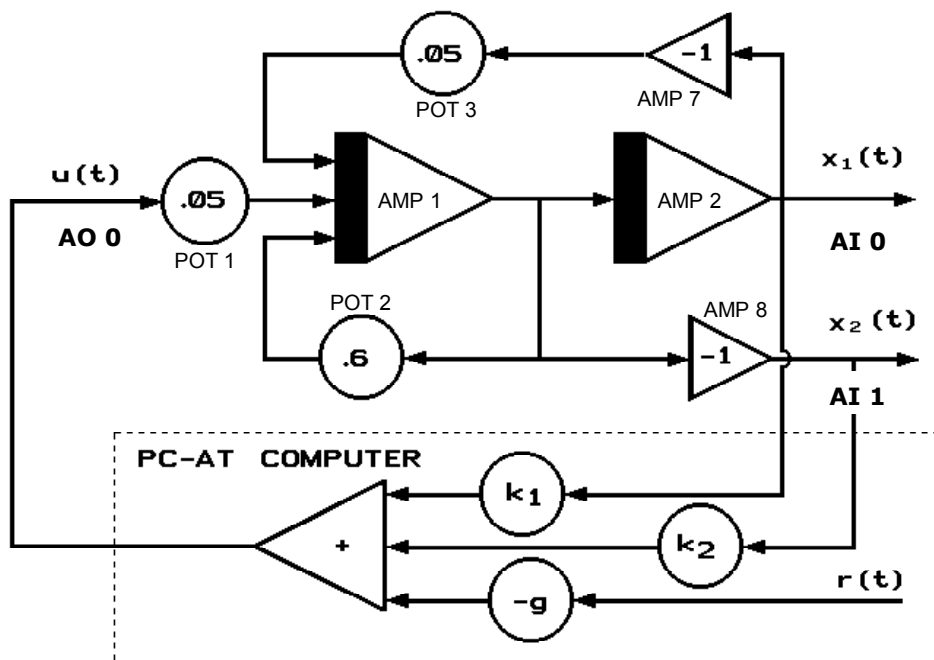 .05
-1
POT 3
AMP 7
u(t)
.05
AMP 1
AMP 2
x1(t)
AO 0
AI 0
POT 1
POT 2
AMP 8
.6
-1
x2(t)
AI 1
PC-AT COMPUTER
k1
+
k2
-g
r(t)